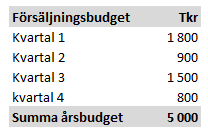 Försäljningsbudget Tkr
Kvartal 1 1 800
Kvartal 2 900
Kvartal 3 1 500
kvartal 4 800
Summa årsbudget 5 000